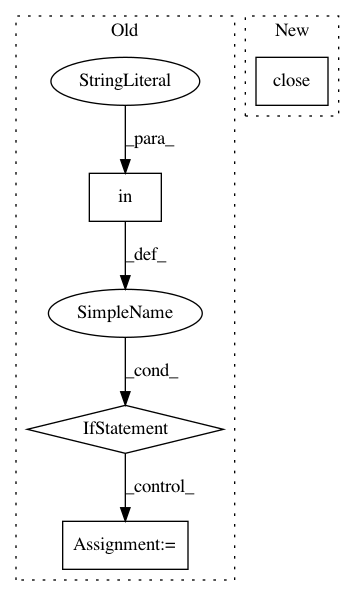 Old
New
StringLiteral
close
_para_
in
_def_
SimpleName
_cond_
IfStatement
_control_
Assignment:=